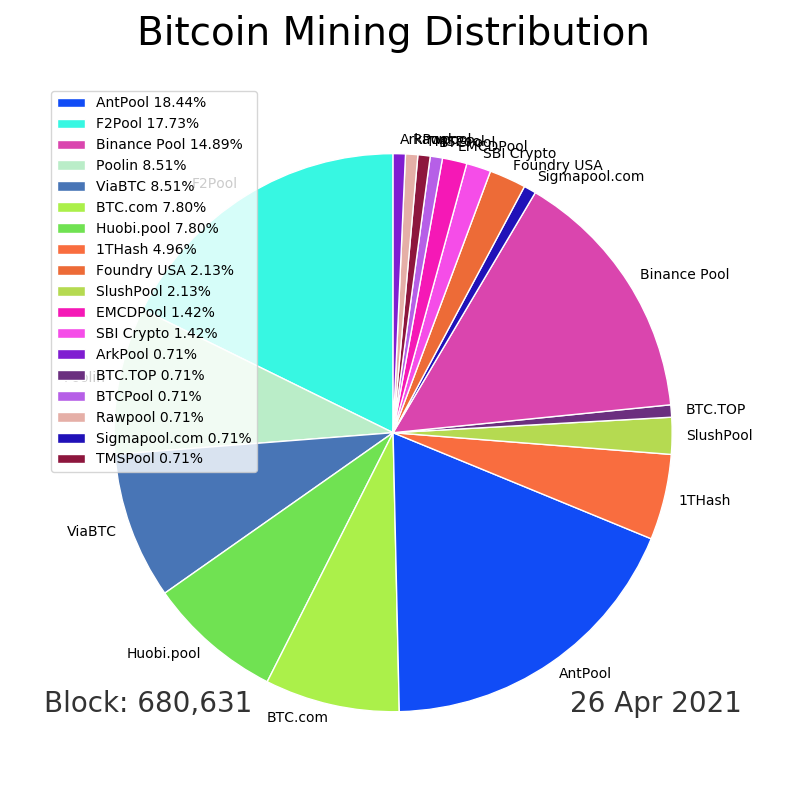 Bitcoin Mining Distribution
AntPool 18.44%
F2Pool 17.73%
Binance Pool 14.89%
Poolin 8.51%
ViaBTC 8.51%
BTC.com 7.80%
Huobi.pool 7.80%
1THash 4.96%
Foundry USA 2.13%
SlushPool 2.13%
EMCDPool 1.42%
SBI Crypto 1.42%
ArkPool 0.71%
BTC.TOP 0.71%
BTCPool 0.71%
Rawpool 0.71%
Sigmapool.com 0.71%
TMSPool 0.71%
EMCDPool
SBI Crypto
Foundry USA
Sigmapool.com
F2Pool
Binance Pool
BTC.TOP
SlushPool
1THash
ViaBTC
Huobi.pool
AntPool
BTC.com
Block: 680,631
26 Apr 2021